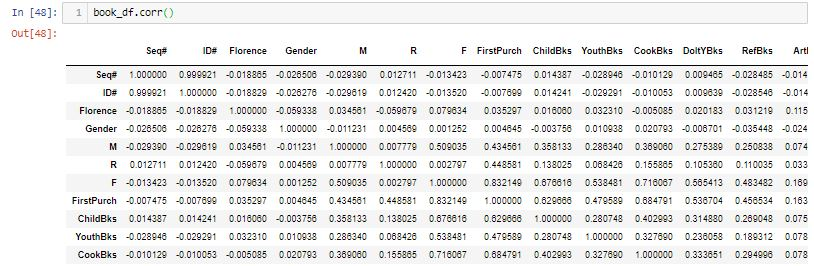 In [48]: 1 book_df.corr()
Out[48]:
Seq# ID# Florence Gender M R F FirstPurch ChildBks YouthBks CookBks DoItYBks RefBks Art
Seq# 1.000000 0.999921 -0.018865 -0.026506 -0.029390 0.012711 -0.013423 -0.007475 0.014387 -0.028946 -0.010129 0.009465 -0.028485 -0.014
ID# 0.999921 1.000000 -0.018829 -0.026276 -0.029619 0.012420 -0.013520 -0.007699 0.014241 -0.029291 -0.010053 0.009639 -0.028546 -0.014
Florence -0.018865 -0.018829 1.000000 -0.059338 0.034561 -0.059679 0.079634 0.035297 0.016060 0.032310 -0.005085 0.020183 0.031219 0.115
Gender -0.026506 -0.026276 -0.059338 1.000000 -0.011231 0.004569 0.001252 0.004645 -0.003756 0.010938 0.020793 -0.006701 -0.035448 -0.024
M -0.029390 -0.029619 0.034561 -0.011231 1.000000 0.007779 0.509035 0.434561 0.358133 0.286340 0.369060 0.275389 0.250838 0.074
R 0.012711 0.012420 -0.059679 0.004569 0.007779 1.000000 0.002797 0.448581 0.138025 0.068426 0.155865 0.105360 0.110035 0.033
F -0.013423 -0.013520 0.079634 0.001252 0.509035 0.002797 1.000000 0.832149 0.676616 0.538481 0.716067 0.565413 0.483482 0.169
FirstPurch -0.007475 -0.007699 0.035297 0.004645 0.434561 0.448581 0.832149 1.000000 0.629666 0.479589 0.684791 0.536704 0.456534 0.163
ChildBks 0.014387 0.014241 0.016060 -0.003756 0.358133 0.138025 0.676616 0.629666 1.000000 0.280748 0.402993 0.314880 0.269048 0.075
YouthBks -0.028946 -0.029291 0.032310 0.010938 0.286340 0.068426 0.538481 0.479589 0.280748 1.000000 0.327690 0.236058 0.189312 0.078
CookBks -0.010129 -0.010053 -0.005085 0.020793 0.369060 0.155865 0.716067 0.684791 0.402993 0.327690 1.000000 0.333651 0.294996 0.078